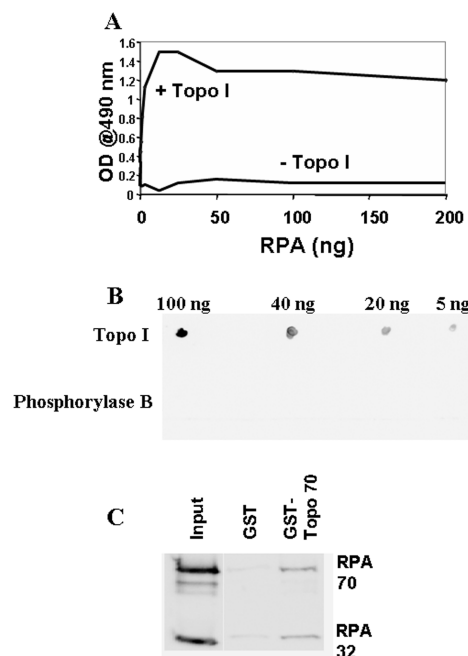 A
1.6
1.4
1.2
1
0.8
0.6
0.4
0.2
0
OD @490 nm
+ Topo I
- Topo I
0 50 100 150 200
RPA (ng)
B
100 ng 40 ng 20 ng 5 ng
Topo I
Phosphorylase B
C
Input
GST
GST-
Topo 70
RPA
70
RPA
32